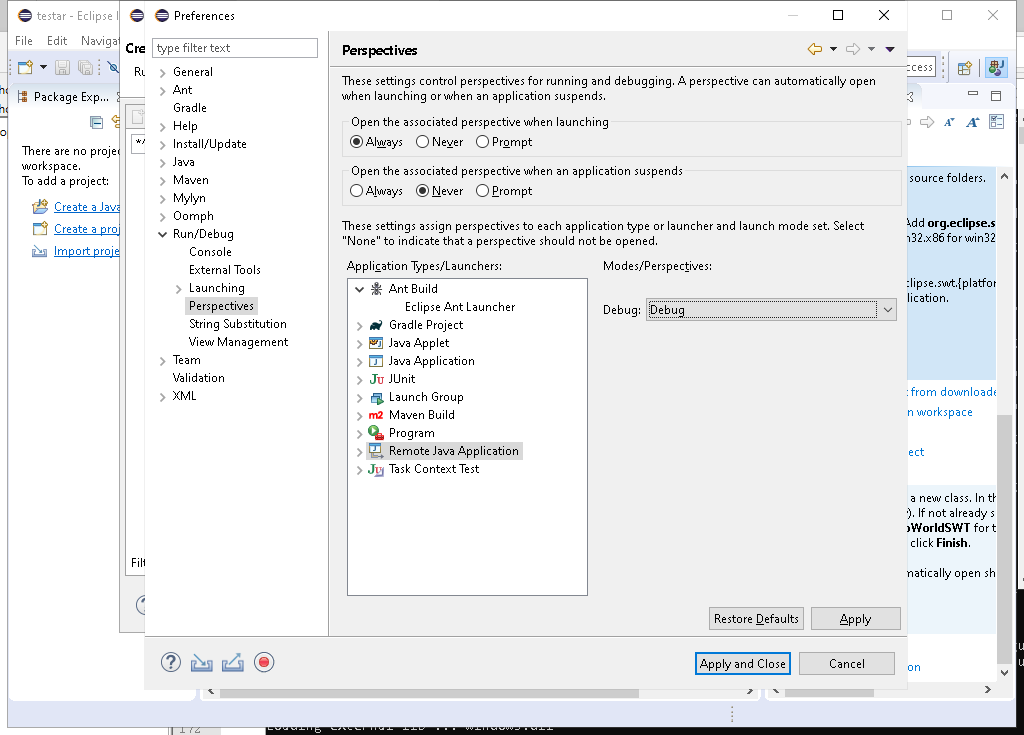 testar - Eclipse I
Preferences
File Edit Navigat
Cre
type filter text
Perspectives
Ru
cess
Package Exp...
These settings control perspectives for running and debugging. A perspective can automatically open
when launching or when an application suspends.
Open the associated perspective when launching
Always Never Prompt
Open the associated perspective when an application suspends
Always Never Prompt
These settings assign perspectives to each application type or launcher and launch mode set. Select
"None" to indicate that a perspective should not be opened.
Application Types/Launchers:
Modes/Perspectives:
Debug: Debug
General
Ant
Gradle
Help
Install/Update
Java
Maven
Mylyn
Oomph
Run/Debug
Console
External Tools
Launching
Perspectives
String Substitution
View Management
Team
Validation
XML
Ant Build
Eclipse Ant Launcher
Gradle Project
Java Applet
Java Application
JUnit
Launch Group
Maven Build
Program
Remote Java Application
Task Context Test
Restore Defaults
Apply
Apply and Close
Cancel
There are no projec
workspace.
To add a project:
Create a Java
Create a proj
Import proje
*/
Filt
source folders.
Add org.eclipse.s
n32.x86 for win32
clipse.swt.{platfor
lication.
t from downloade
n workspace
ect
a new class. In th
). If not already s
oWorldSWT for t
click Finish.
matically open sh
on
172
Loading external lib ... windows.dll